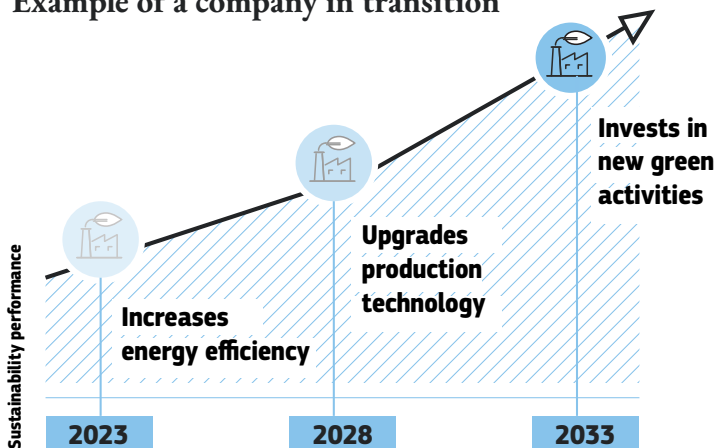 Example of a company in transition
Sustainability performance
Increases
energy efficiency
Upgrades
production
technology
Invests in
new green
activities
2023
2028
2033